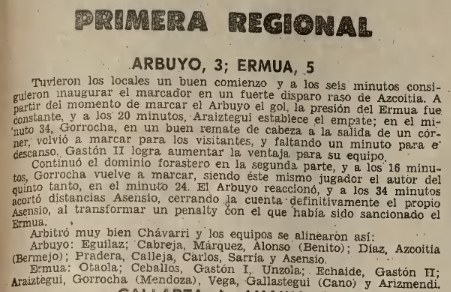 PRIMERA REGIONAL
ARBUYO, 3; ERMUA, 5
Tuvieron los locales un buen comienzo y a los seis minutos consi-
guieron inaugurar el marcador en un fuerte disparo raso de Azcoitia. A
partir del momento de marcar el Arbuyo el gol, la presión del Ermua fue
constante, y a los 20 minutos, Araiztegui establece el empate; en el mi-
nuto 34, Gorrocha, en un buen remate de cabeza a la salida de un cór-
ner, volvió a marcar para los visitantes, y faltando un minuto para e
descanso, Gastón II logra aumentar la ventaja para su equipo.
Continuó el dominio forastero en la segunda parte, y a los 16 minu-
tos, Gorrocha vuelve a marcar, siendo éste mismo jugador el autor del
quinto tanto, en el minuto 24. El Arbuyo reaccionó, y a los 34 minutos
acortó distancias Asensio, cerrando la cuenta definitivamente el propio
Asensio, al transformar un penalty con el que había sido sancionado el
Ermua.
Arbitró muy bien Chávarri y los equipos se alinearon así:
Arbuyo: Eguilaz; Cabreja, Márquez, Alonso (Benito); Díaz, Azcoitia
(Bermejo); Pradera, Calleja, Carlos, Sarría y Asensio.
Ermua: Otaola; Ceballos, Gastón I, Unzola; Echaide, Gastón II;
Araiztegui, Gorrocha (Mendoza), Vega, Gallastegui (Cano) y Arizmendi.